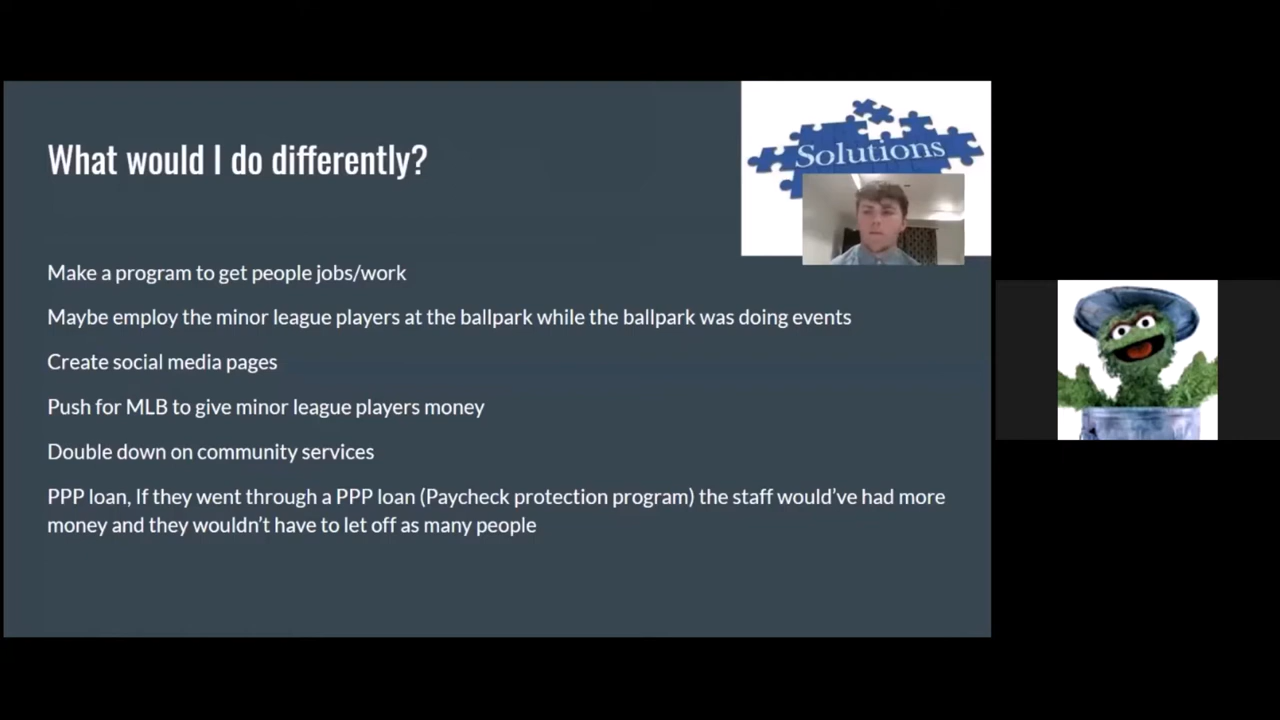 What would I do differently?
Solutions
Make a program to get people jobs/work
Maybe employ the minor league players at the ballpark while the ballpark was doing events
Create social media pages
Push for MLB to give minor league players money
Double down on community services
PPP loan, If they went through a PPP loan (Paycheck protection program) the staff would’ve had more
money and they wouldn’t have to let off as many people